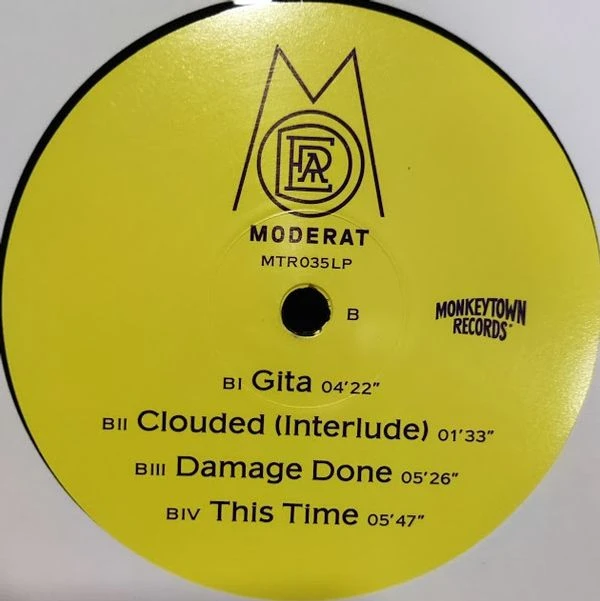 MODERAT
MTR035LP
B
MONKEYTOWN
RECORDS®
BI Gita 04'22"
BII Clouded (Interlude) 01'33"
BIII Damage Done 05'26"
BIV This Time 05'47"